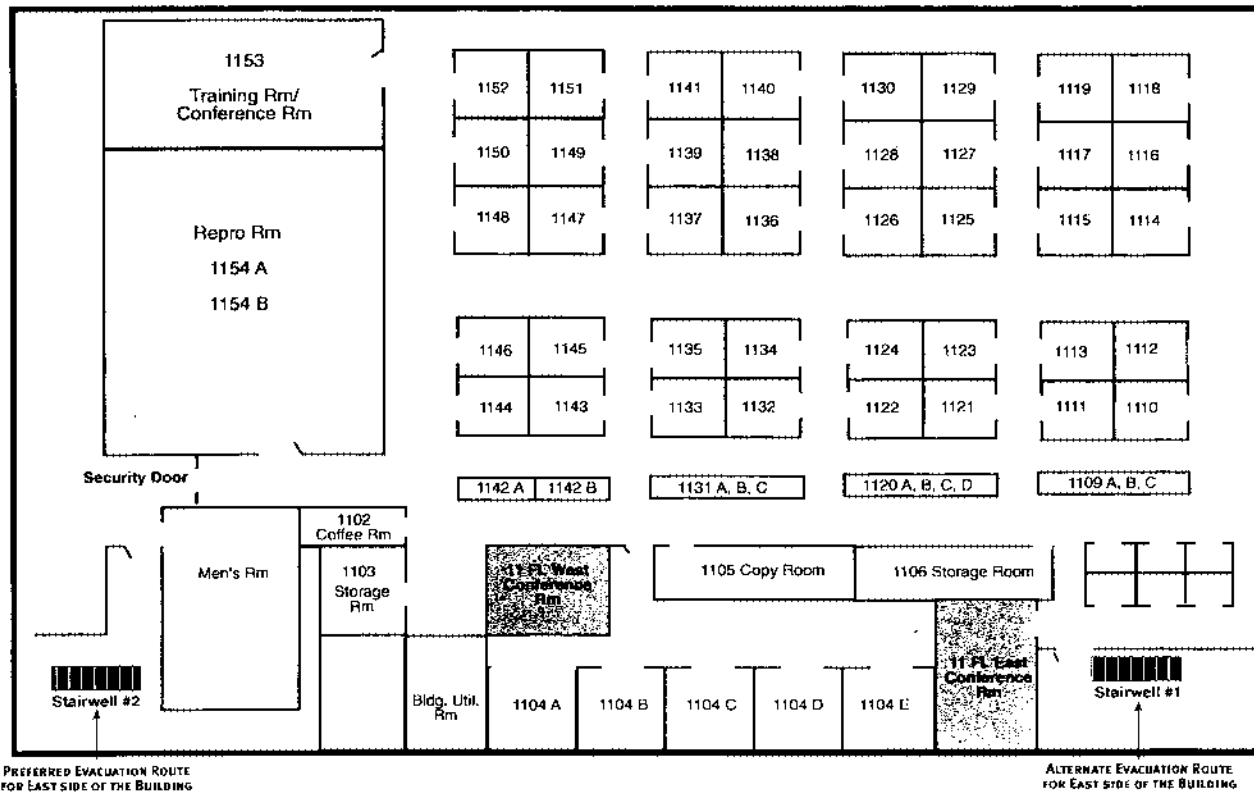 1153
Training Rm/
Conference Rm
Repro Rm
1154 A
1154 B
Security Door
1152 1151
1150 1149
1148 1147
1141 1140
1139 1138
1137 1136
1130 1129
1128 1127
1126 1125
1119 1118
1117 1116
1115 1114
1146 1145
1144 1143
1135 1134
1133 1132
1124 1123
1122 1121
1113 1112
1111 1110
1142 A 1142 B
1131 A, B, C
1120 A, B, C, D
1109 A, B, C
Men's Rm
1102
Coffee Rm
1103
Storage
Rm
11 FL West
Conference
Rm
1105 Copy Room
1106 Storage Room
11 FL East
Conference
Rm
Stairwell #2
Bldg. Util.
Rm
1104 A
1104 B
1104 C
1104 D
1104 E
Stairwell #1
PREFERRED EVACUATION ROUTE
FOR EAST SIDE OF THE BUILDING
ALTERNATE EVACUATION ROUTE
FOR EAST SIDE OF THE BUILDING